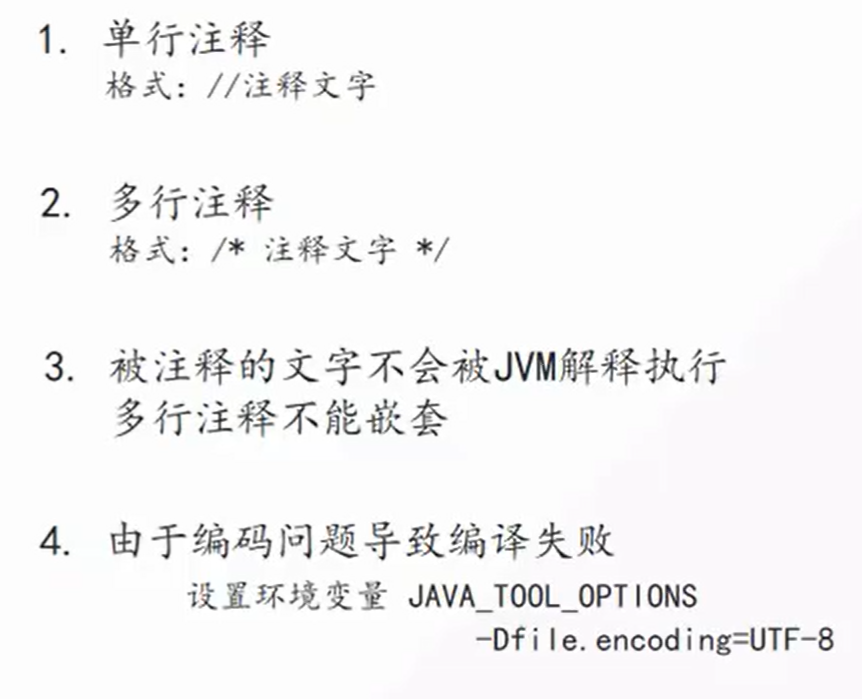 1. 单行注释
格式: //注释文字
2. 多行注释
格式: /* 注释文字 */
3. 被注释的文字不会被JVM解释执行
多行注释不能嵌套
4. 由于编码问题导致编译失败
设置环境变量 JAVA_TOOL_OPTIONS
-Dfile.encoding=UTF-8